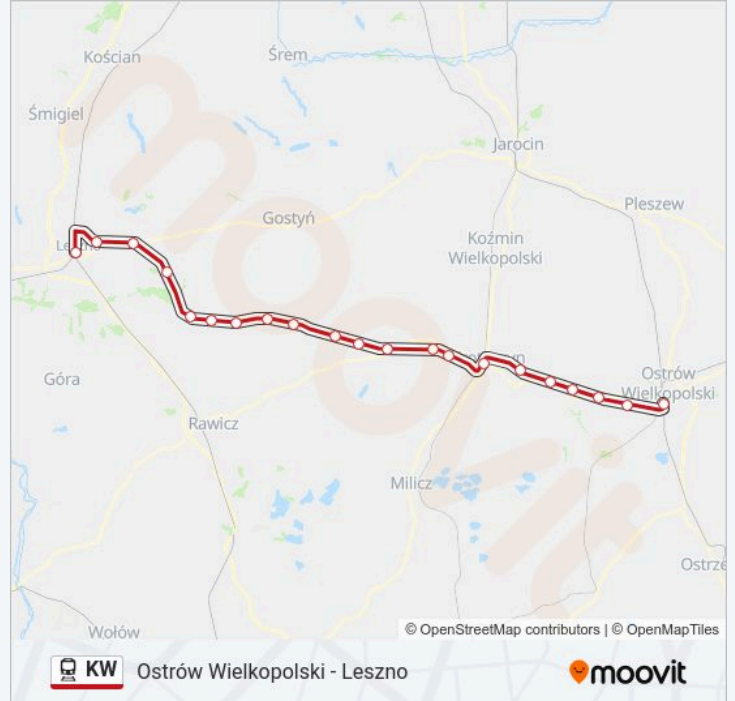 Kościan
Śrem
Śmigiel
Jarocin
Pleszew
Gostyń
Koźmin
Wielkopolski
Ostrów
Wielkopolski
Góra
Rawicz
Milicz
Ostrze
Wołów
© OpenStreetMap contributors | © OpenMapTiles
KW
Ostrów Wielkopolski - Leszno
moovit
moovit